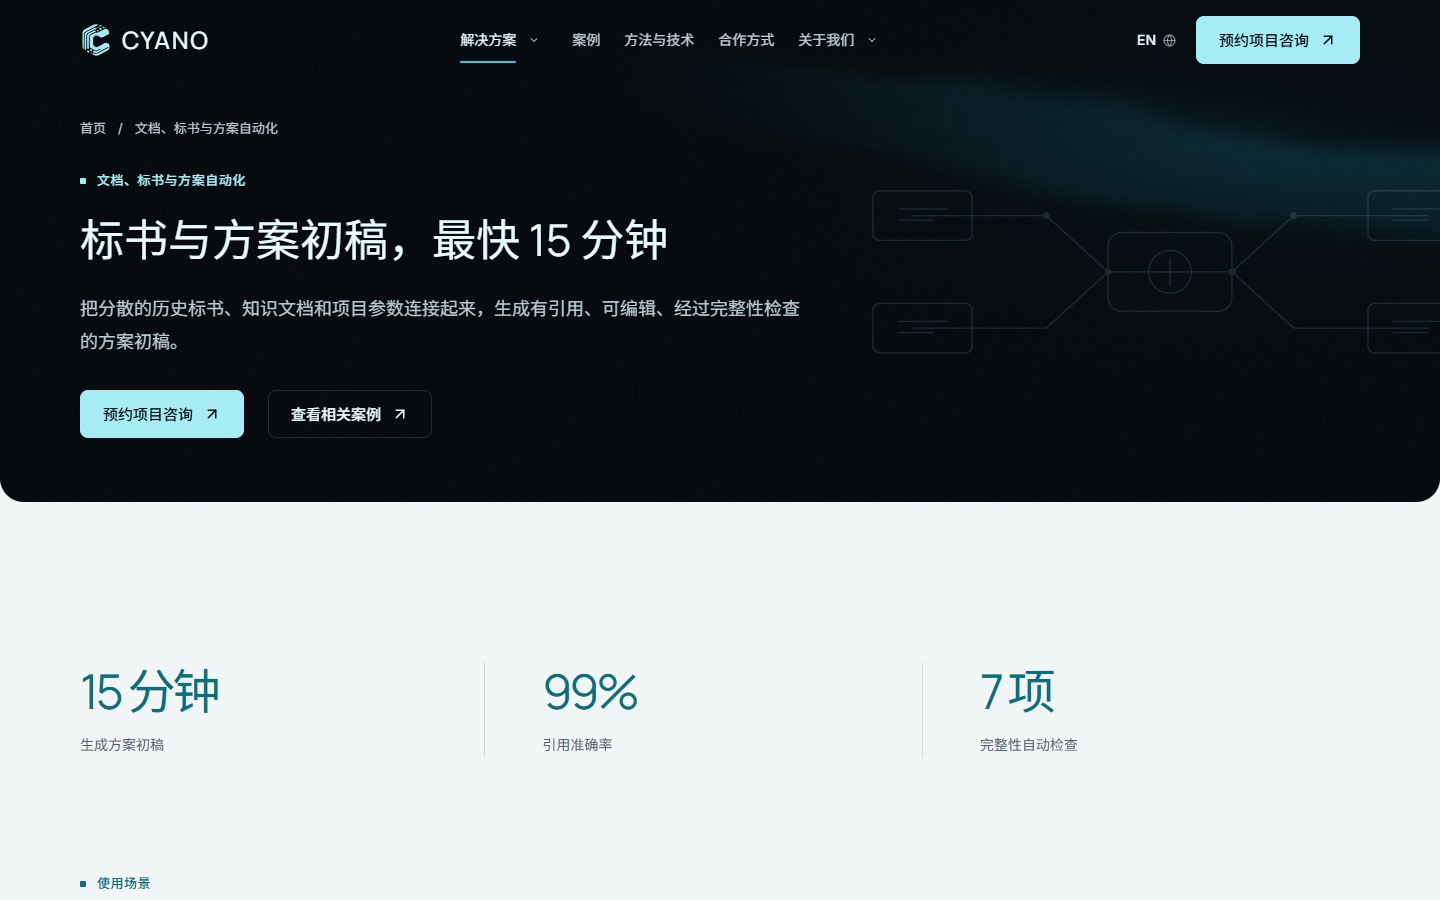 CYANO
解决方案
案例
方法与技术
合作方式
关于我们
EN
预约项目咨询
首页 / 文档、标书与方案自动化
文档、标书与方案自动化
标书与方案初稿，最快 15 分钟
把分散的历史标书、知识文档和项目参数连接起来，生成有引用、可编辑、经过完整性检查
的方案初稿。
预约项目咨询
查看相关案例
15 分钟
生成方案初稿
99%
引用准确率
7 项
完整性自动检查
使用场景